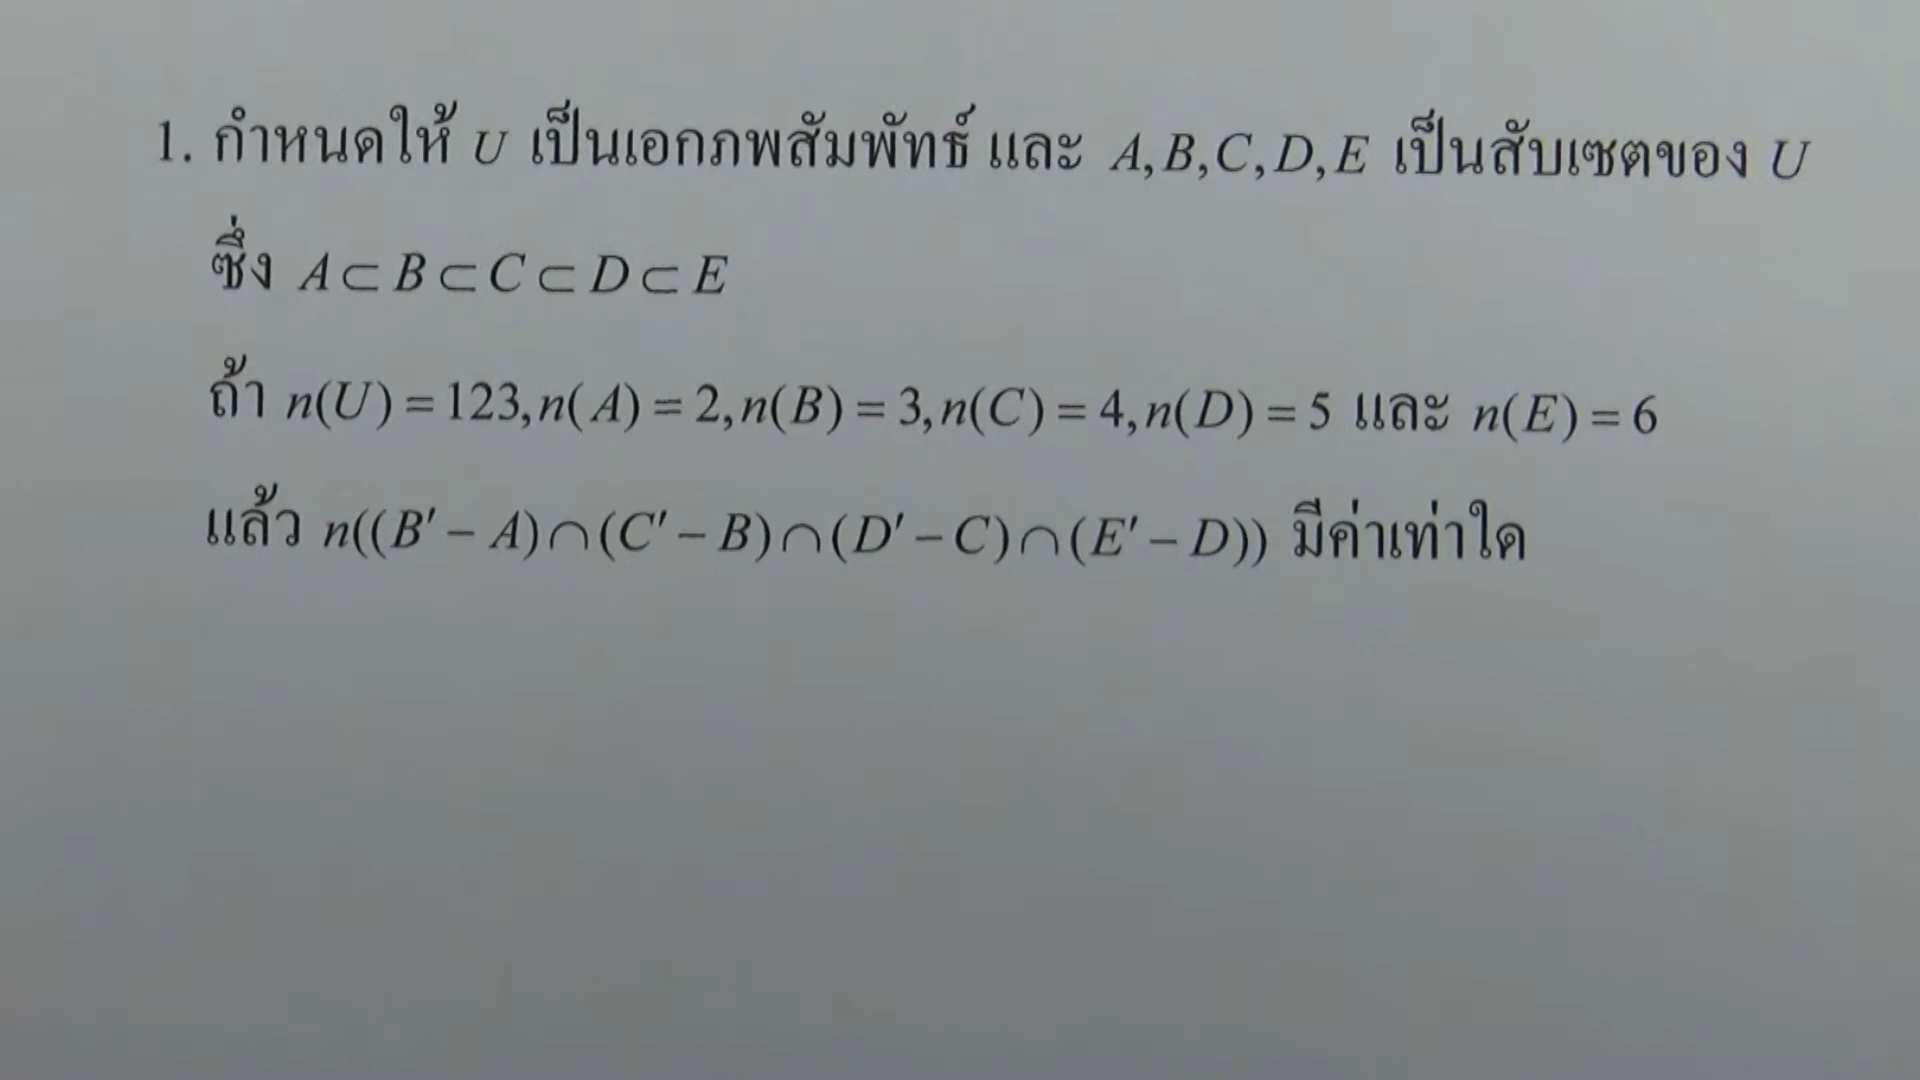 1. กำหนดให้ U เป็นเอกภพสัมพัทธ์ และ A,B,C,D,E เป็นสับเซตของ U
ซึ่ง A⊂B⊂C⊂D⊂E
ถ้า n(U)=123,n(A)=2,n(B)=3,n(C)=4,n(D)=5 และ n(E)=6
แล้ว n((B′−A)∩(C′−B)∩(D′−C)∩(E′−D)) มีค่าเท่าใด